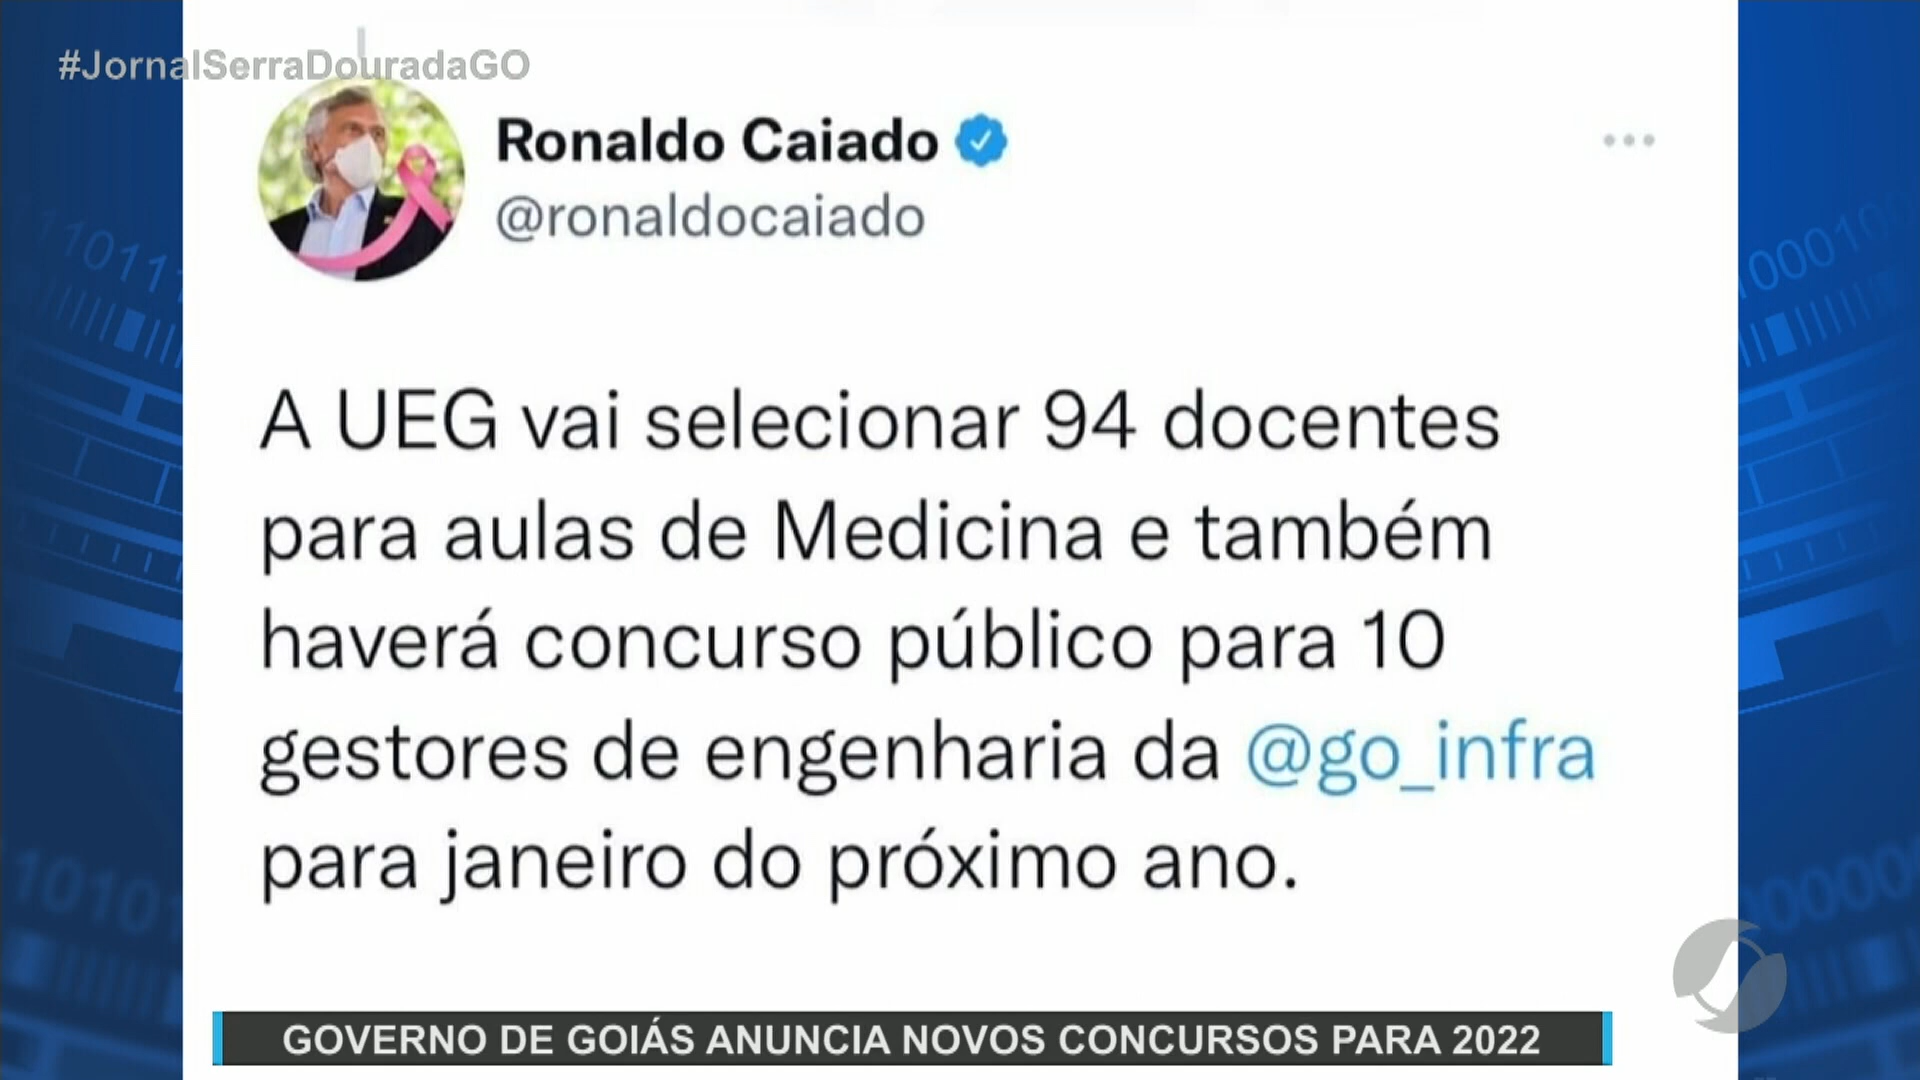 #JornalSerraDouradaGO
Ronaldo Caiado
@ronaldocaiado
A UEG vai selecionar 94 docentes
para aulas de Medicina e também
haverá concurso público para 10
gestores de engenharia da @go_infra
para janeiro do próximo ano.
GOVERNO DE GOIÁS ANUNCIA NOVOS CONCURSOS PARA 2022